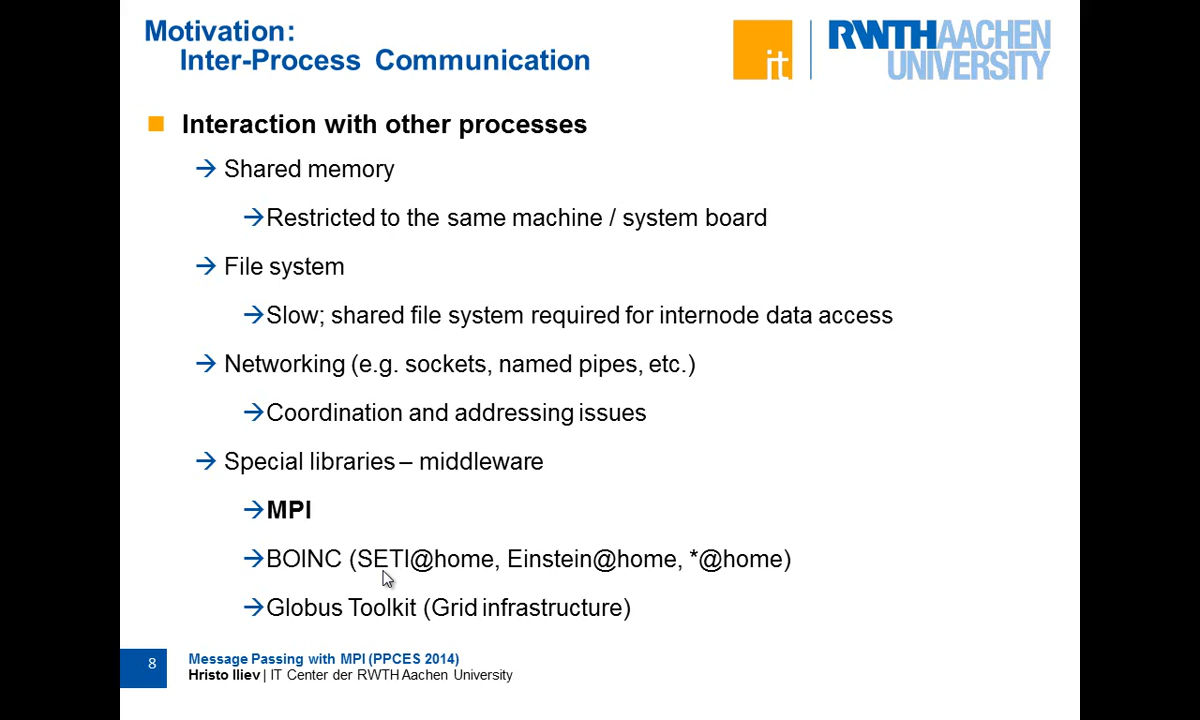 Motivation:
Inter-Process Communication
it
RWTHAACHEN
UNIVERSITY
Interaction with other processes
→ Shared memory
→Restricted to the same machine / system board
→ File system
→Slow; shared file system required for internode data access
→ Networking (e.g. sockets, named pipes, etc.)
→Coordination and addressing issues
→ Special libraries – middleware
→MPI
→BOINC (SETI@home, Einstein@home, *@home)
→Globus Toolkit (Grid infrastructure)
8
Message Passing with MPI (PPCES 2014)
Hristo Iliev | IT Center der RWTH Aachen University